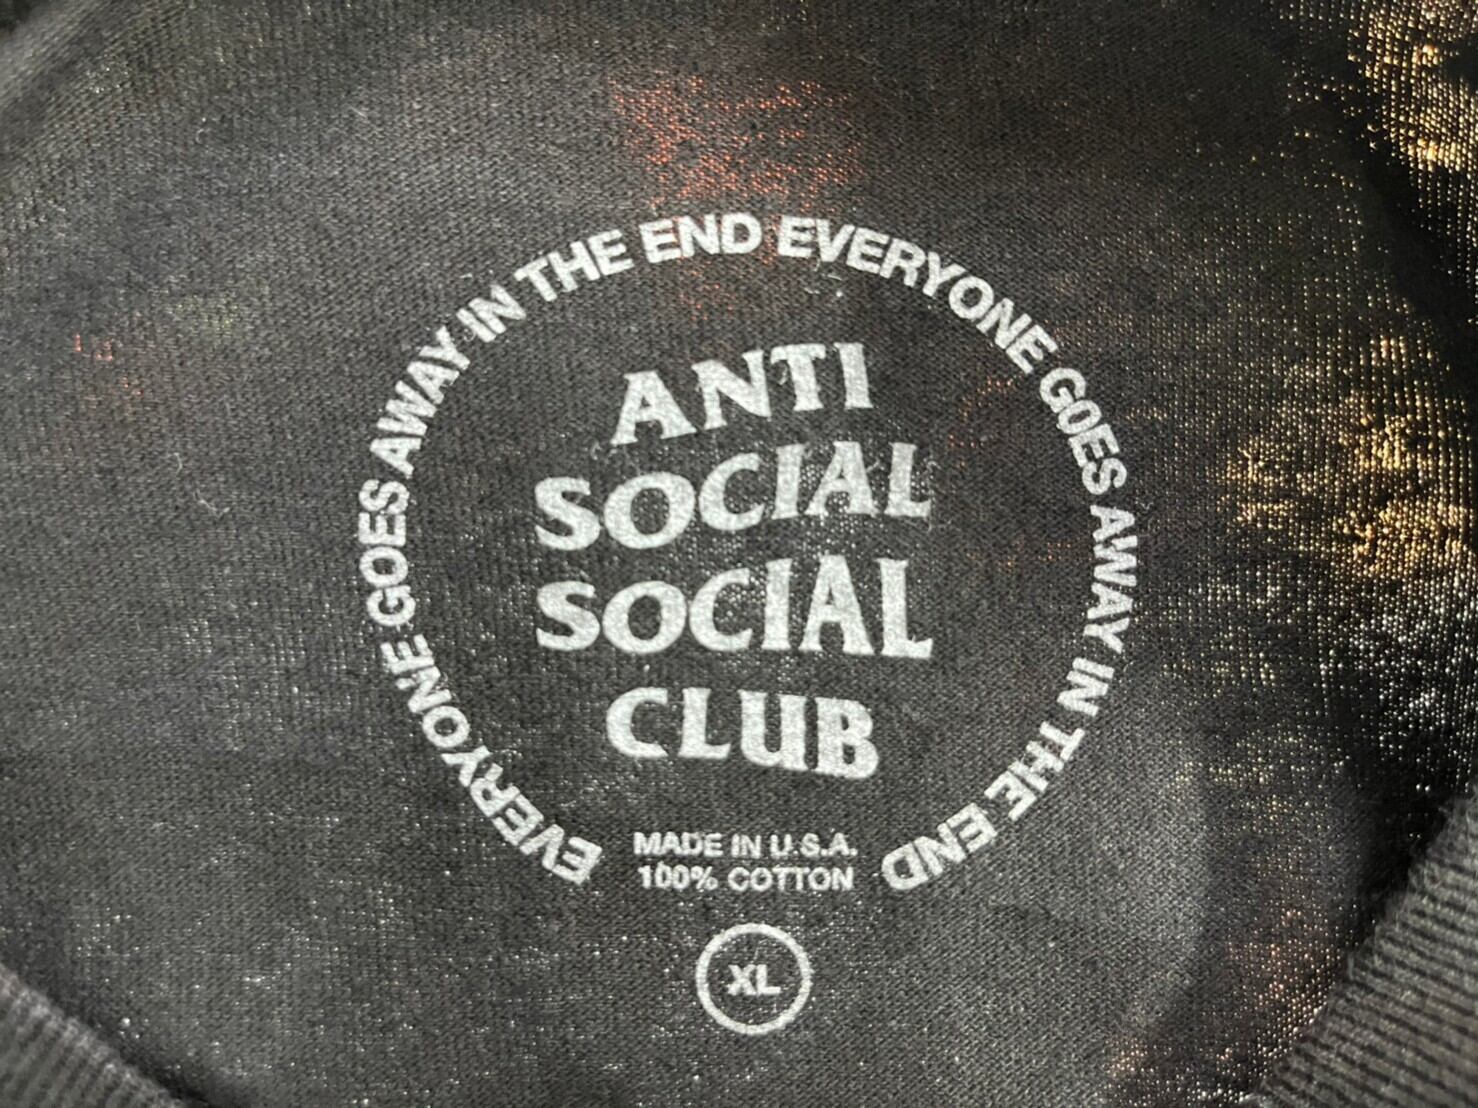 EVERYONE GOES AWAY IN THE END EVERYONE GOES AWAY IN THE END
ANTI
SOCIAL
SOCIAL
CLUB
MADE IN U.S.A.
100% COTTON
XL